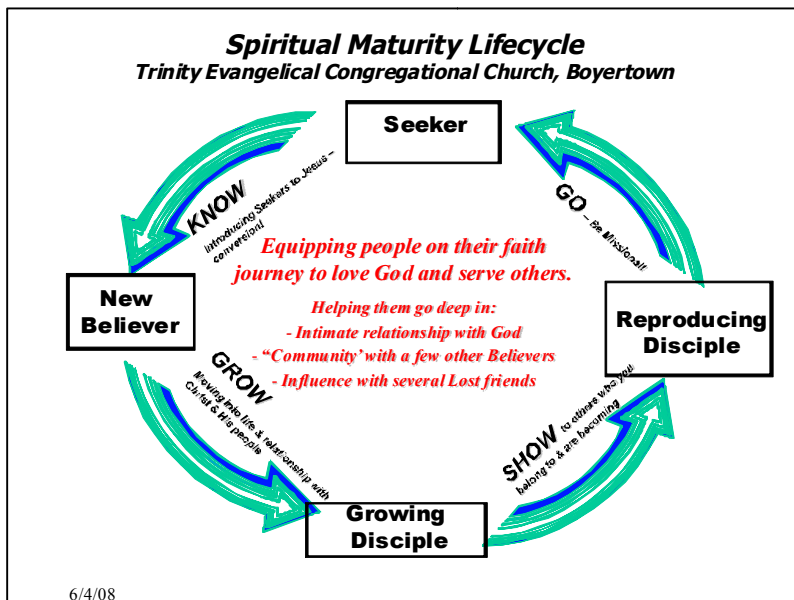 Spiritual Maturity Lifecycle
Trinity Evangelical Congregational Church, Boyertown
Seeker
KNOW
Introducing Seekers to Jesus –
conversion!
GO – Be Missional!!
Equipping people on their faith
journey to love God and serve others.
New
Believer
Helping them go deep in:
- Intimate relationship with God
- “Community’ with a few other Believers
- Influence with several Lost friends
Reproducing
Disciple
GROW
Moving into life & relationship with
Christ & His people
SHOW to others who you
belong to & are becoming
Growing
Disciple
6/4/08